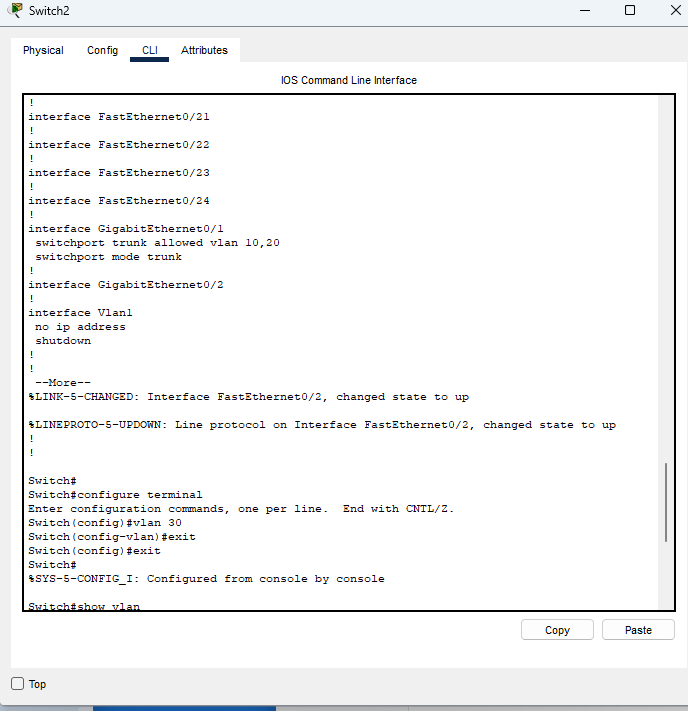 Switch2
Physical Config CLI Attributes
IOS Command Line Interface
!
interface FastEthernet0/21
!
interface FastEthernet0/22
!
interface FastEthernet0/23
!
interface FastEthernet0/24
!
interface GigabitEthernet0/1
 switchport trunk allowed vlan 10,20
 switchport mode trunk
!
interface GigabitEthernet0/2
!
interface Vlan1
 no ip address
 shutdown
!
!
 --More--
%LINK-5-CHANGED: Interface FastEthernet0/2, changed state to up

%LINEPROTO-5-UPDOWN: Line protocol on Interface FastEthernet0/2, changed state to up
!
!

Switch#
Switch#configure terminal
Enter configuration commands, one per line.  End with CNTL/Z.
Switch(config)#vlan 30
Switch(config-vlan)#exit
Switch(config)#exit
Switch#
%SYS-5-CONFIG_I: Configured from console by console

Switch#show vlan
Copy Paste
Top